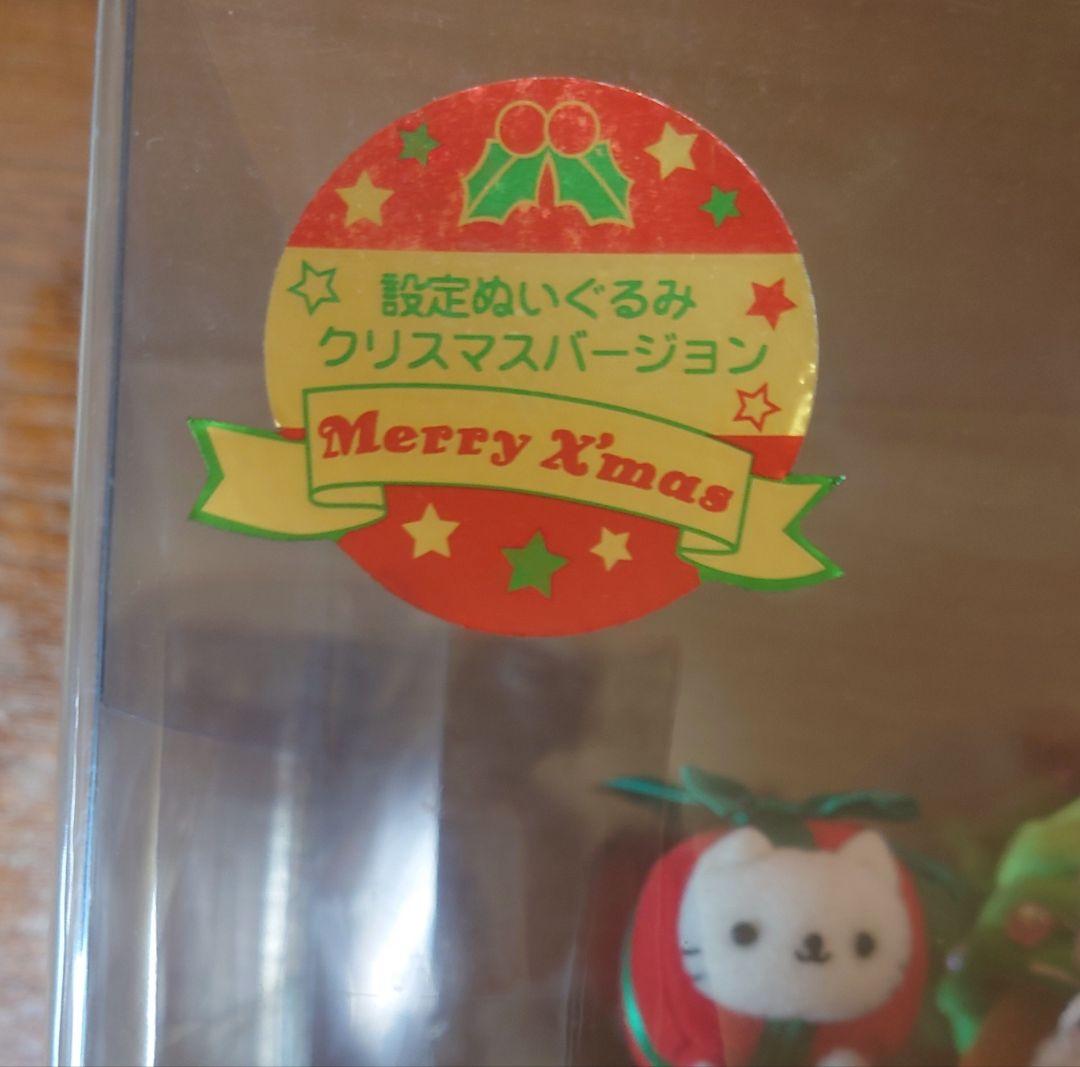 設定ぬいぐるみ
クリスマスバージョン
Merry X'mas